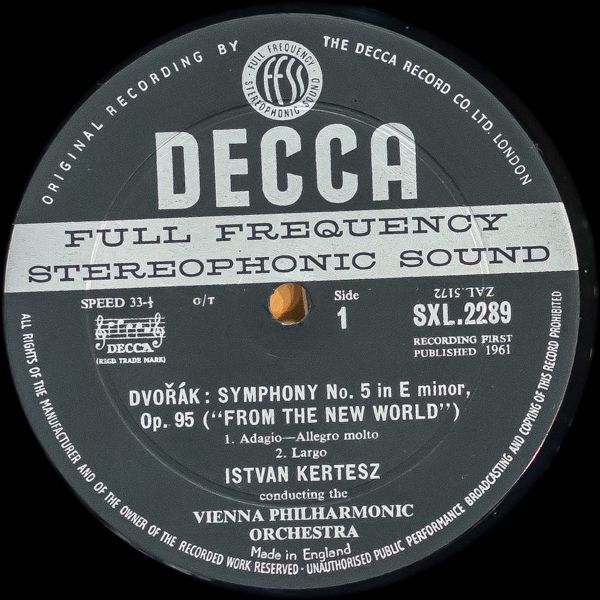 ORIGINAL RECORDING BY
THE DECCA RECORD CO. LTD. LONDON
FULL FREQUENCY
ffss
STEREOPHONIC SOUND
DECCA
FULL FREQUENCY
STEREOPHONIC SOUND
SPEED 33-⅓
G/T
Side
1
ZAL.5172
SXL.2289
DECCA
(REGD TRADE MARK)
RECORDING FIRST
PUBLISHED 1961
DVOŘÁK: SYMPHONY No. 5 in E minor,
Op. 95 ("FROM THE NEW WORLD")
1. Adagio—Allegro molto
2. Largo
ISTVAN KERTESZ
conducting the
VIENNA PHILHARMONIC
ORCHESTRA
Made in England
ALL RIGHTS OF THE MANUFACTURER AND OF THE OWNER OF THE RECORDED WORK RESERVED · UNAUTHORISED PUBLIC PERFORMANCE BROADCASTING AND COPYING OF THIS RECORD PROHIBITED